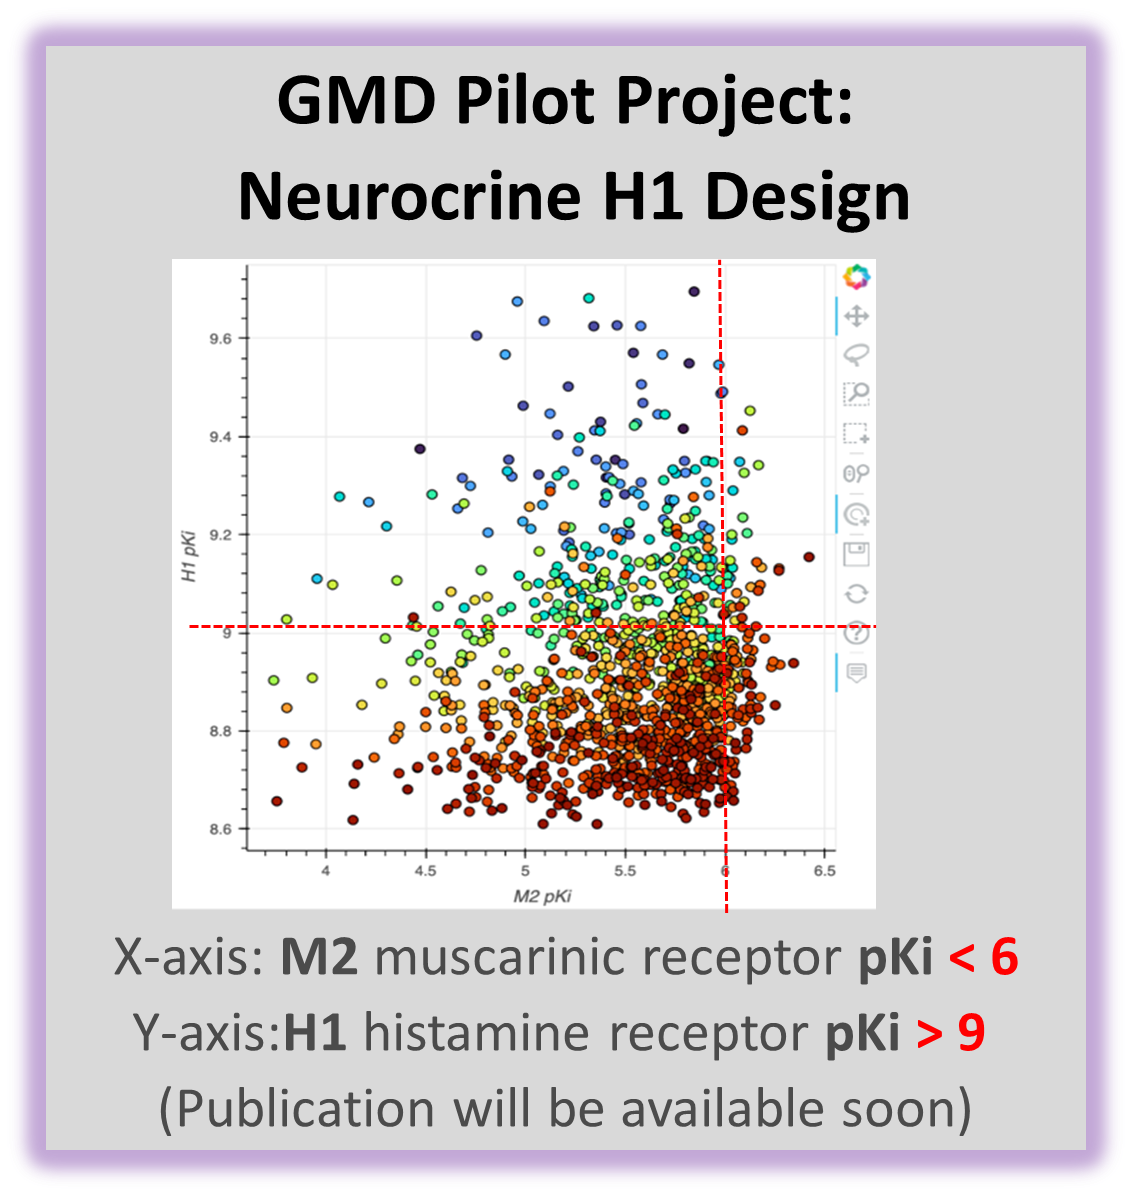 GMD Pilot Project:
Neurocrine H1 Design
9.6
9.4
9.2
9
8.8
8.6
H1 pKi
4
4.5
5
5.5
6
6.5
M2 pKi
X-axis: M2 muscarinic receptor pKi < 6
Y-axis:H1 histamine receptor pKi > 9
(Publication will be available soon)